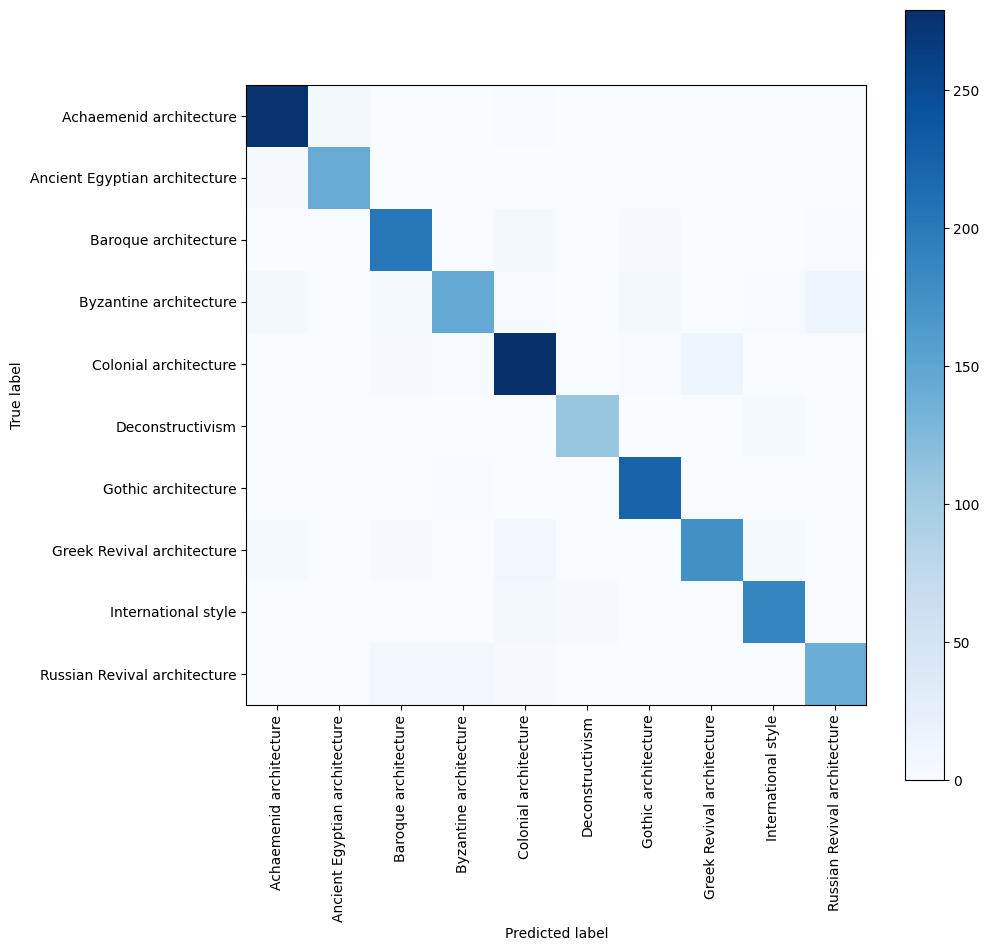 Achaemenid architecture
Ancient Egyptian architecture
Baroque architecture
Byzantine architecture
Colonial architecture
Deconstructivism
Gothic architecture
Greek Revival architecture
International style
Russian Revival architecture
True label
Achaemenid architecture
Ancient Egyptian architecture
Baroque architecture
Byzantine architecture
Colonial architecture
Deconstructivism
Gothic architecture
Greek Revival architecture
International style
Russian Revival architecture
Predicted label
250
200
150
100
50
0